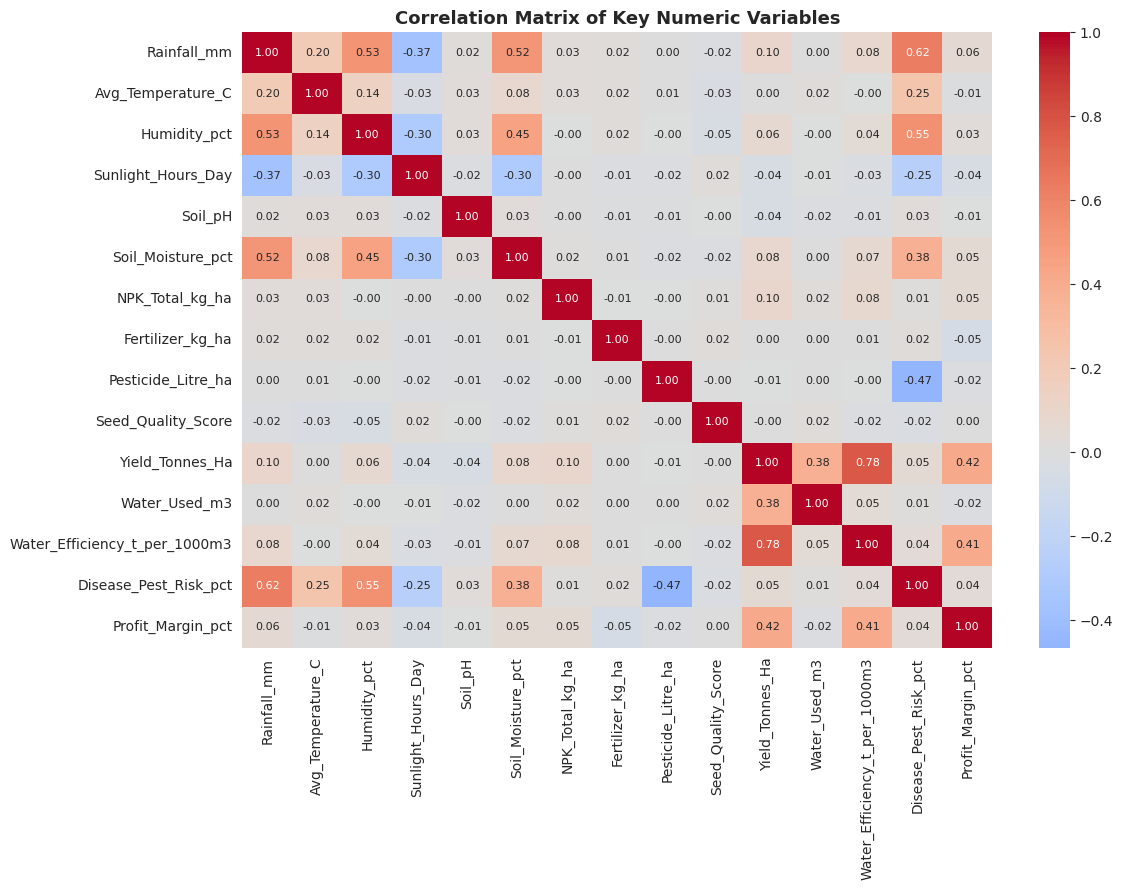 Correlation Matrix of Key Numeric Variables
Rainfall_mm 1.00 0.20 0.53 -0.37 0.02 0.52 0.03 0.02 0.00 -0.02 0.10 0.00 0.08 0.62 0.06
Avg_Temperature_C 0.20 1.00 0.14 -0.03 0.03 0.08 0.03 0.02 0.01 -0.03 0.00 0.02 -0.00 0.25 -0.01
Humidity_pct 0.53 0.14 1.00 -0.30 0.03 0.45 -0.00 0.02 -0.00 -0.05 0.06 -0.00 0.04 0.55 0.03
Sunlight_Hours_Day -0.37 -0.03 -0.30 1.00 -0.02 -0.30 -0.00 -0.01 -0.02 0.02 -0.04 -0.01 -0.03 -0.25 -0.04
Soil_pH 0.02 0.03 0.03 -0.02 1.00 0.03 -0.00 -0.01 -0.01 -0.00 -0.04 -0.02 -0.01 0.03 -0.01
Soil_Moisture_pct 0.52 0.08 0.45 -0.30 0.03 1.00 0.02 0.01 -0.02 -0.02 0.08 0.00 0.07 0.38 0.05
NPK_Total_kg_ha 0.03 0.03 -0.00 -0.00 -0.00 0.02 1.00 -0.01 -0.00 0.01 0.10 0.02 0.08 0.01 0.05
Fertilizer_kg_ha 0.02 0.02 0.02 -0.01 -0.01 0.01 -0.01 1.00 -0.00 0.02 0.00 0.00 0.01 0.02 -0.05
Pesticide_Litre_ha 0.00 0.01 -0.00 -0.02 -0.01 -0.02 -0.00 -0.00 1.00 -0.00 -0.01 0.00 -0.00 -0.47 -0.02
Seed_Quality_Score -0.02 -0.03 -0.05 0.02 -0.00 -0.02 0.01 0.02 -0.00 1.00 -0.00 0.02 -0.02 -0.02 0.00
Yield_Tonnes_Ha 0.10 0.00 0.06 -0.04 -0.04 0.08 0.10 0.00 -0.01 -0.00 1.00 0.38 0.78 0.05 0.42
Water_Used_m3 0.00 0.02 -0.00 -0.01 -0.02 0.00 0.02 0.00 0.00 0.02 0.38 1.00 0.05 0.01 -0.02
Water_Efficiency_t_per_1000m3 0.08 -0.00 0.04 -0.03 -0.01 0.07 0.08 0.01 -0.00 -0.02 0.78 0.05 1.00 0.04 0.41
Disease_Pest_Risk_pct 0.62 0.25 0.55 -0.25 0.03 0.38 0.01 0.02 -0.47 -0.02 0.05 0.01 0.04 1.00 0.04
Profit_Margin_pct 0.06 -0.01 0.03 -0.04 -0.01 0.05 0.05 -0.05 -0.02 0.00 0.42 -0.02 0.41 0.04 1.00
Rainfall_mm
Avg_Temperature_C
Humidity_pct
Sunlight_Hours_Day
Soil_pH
Soil_Moisture_pct
NPK_Total_kg_ha
Fertilizer_kg_ha
Pesticide_Litre_ha
Seed_Quality_Score
Yield_Tonnes_Ha
Water_Used_m3
Water_Efficiency_t_per_1000m3
Disease_Pest_Risk_pct
Profit_Margin_pct
1.0
0.8
0.6
0.4
0.2
0.0
−0.2
−0.4